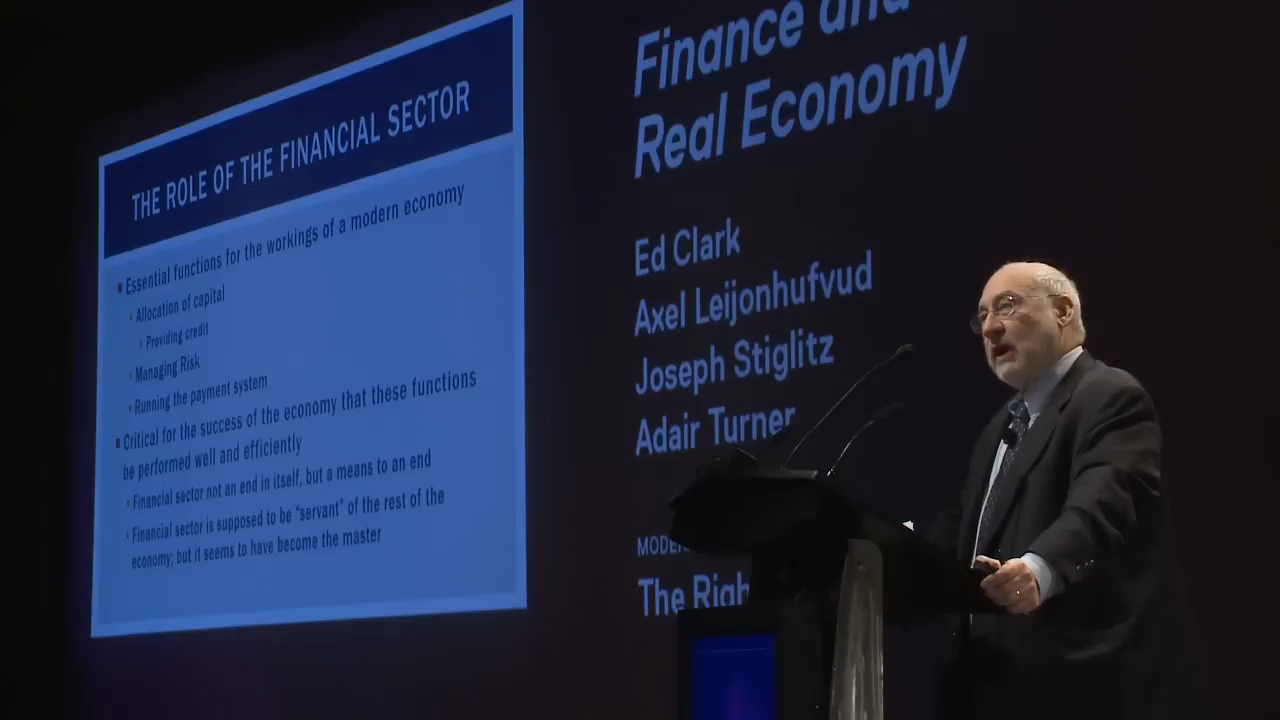 THE ROLE OF THE FINANCIAL SECTOR
Essential functions for the workings of a modern economy
Allocation of capital
Providing credit
Managing Risk
Running the payment system
Critical for the success of the economy that these functions
be performed well and efficiently
Financial sector not an end in itself, but a means to an end
Financial sector is supposed to be "servant" of the rest of the
economy; but it seems to have become the master
Finance and
Real Economy
Ed Clark
Axel Leijonhufvud
Joseph Stiglitz
Adair Turner
The